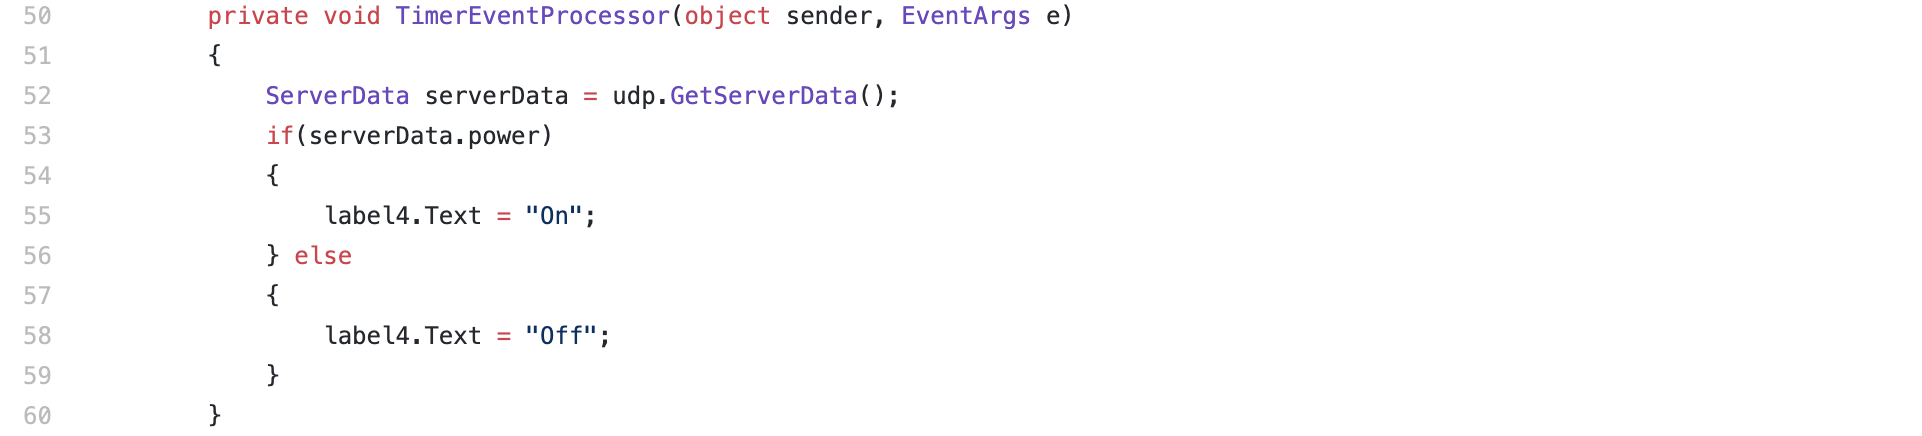 50 private void TimerEventProcessor(object sender, EventArgs e)
51 {
52 ServerData serverData = udp.GetServerData();
53 if(serverData.power)
54 {
55 label4.Text = "On";
56 } else
57 {
58 label4.Text = "Off";
59 }
60 }